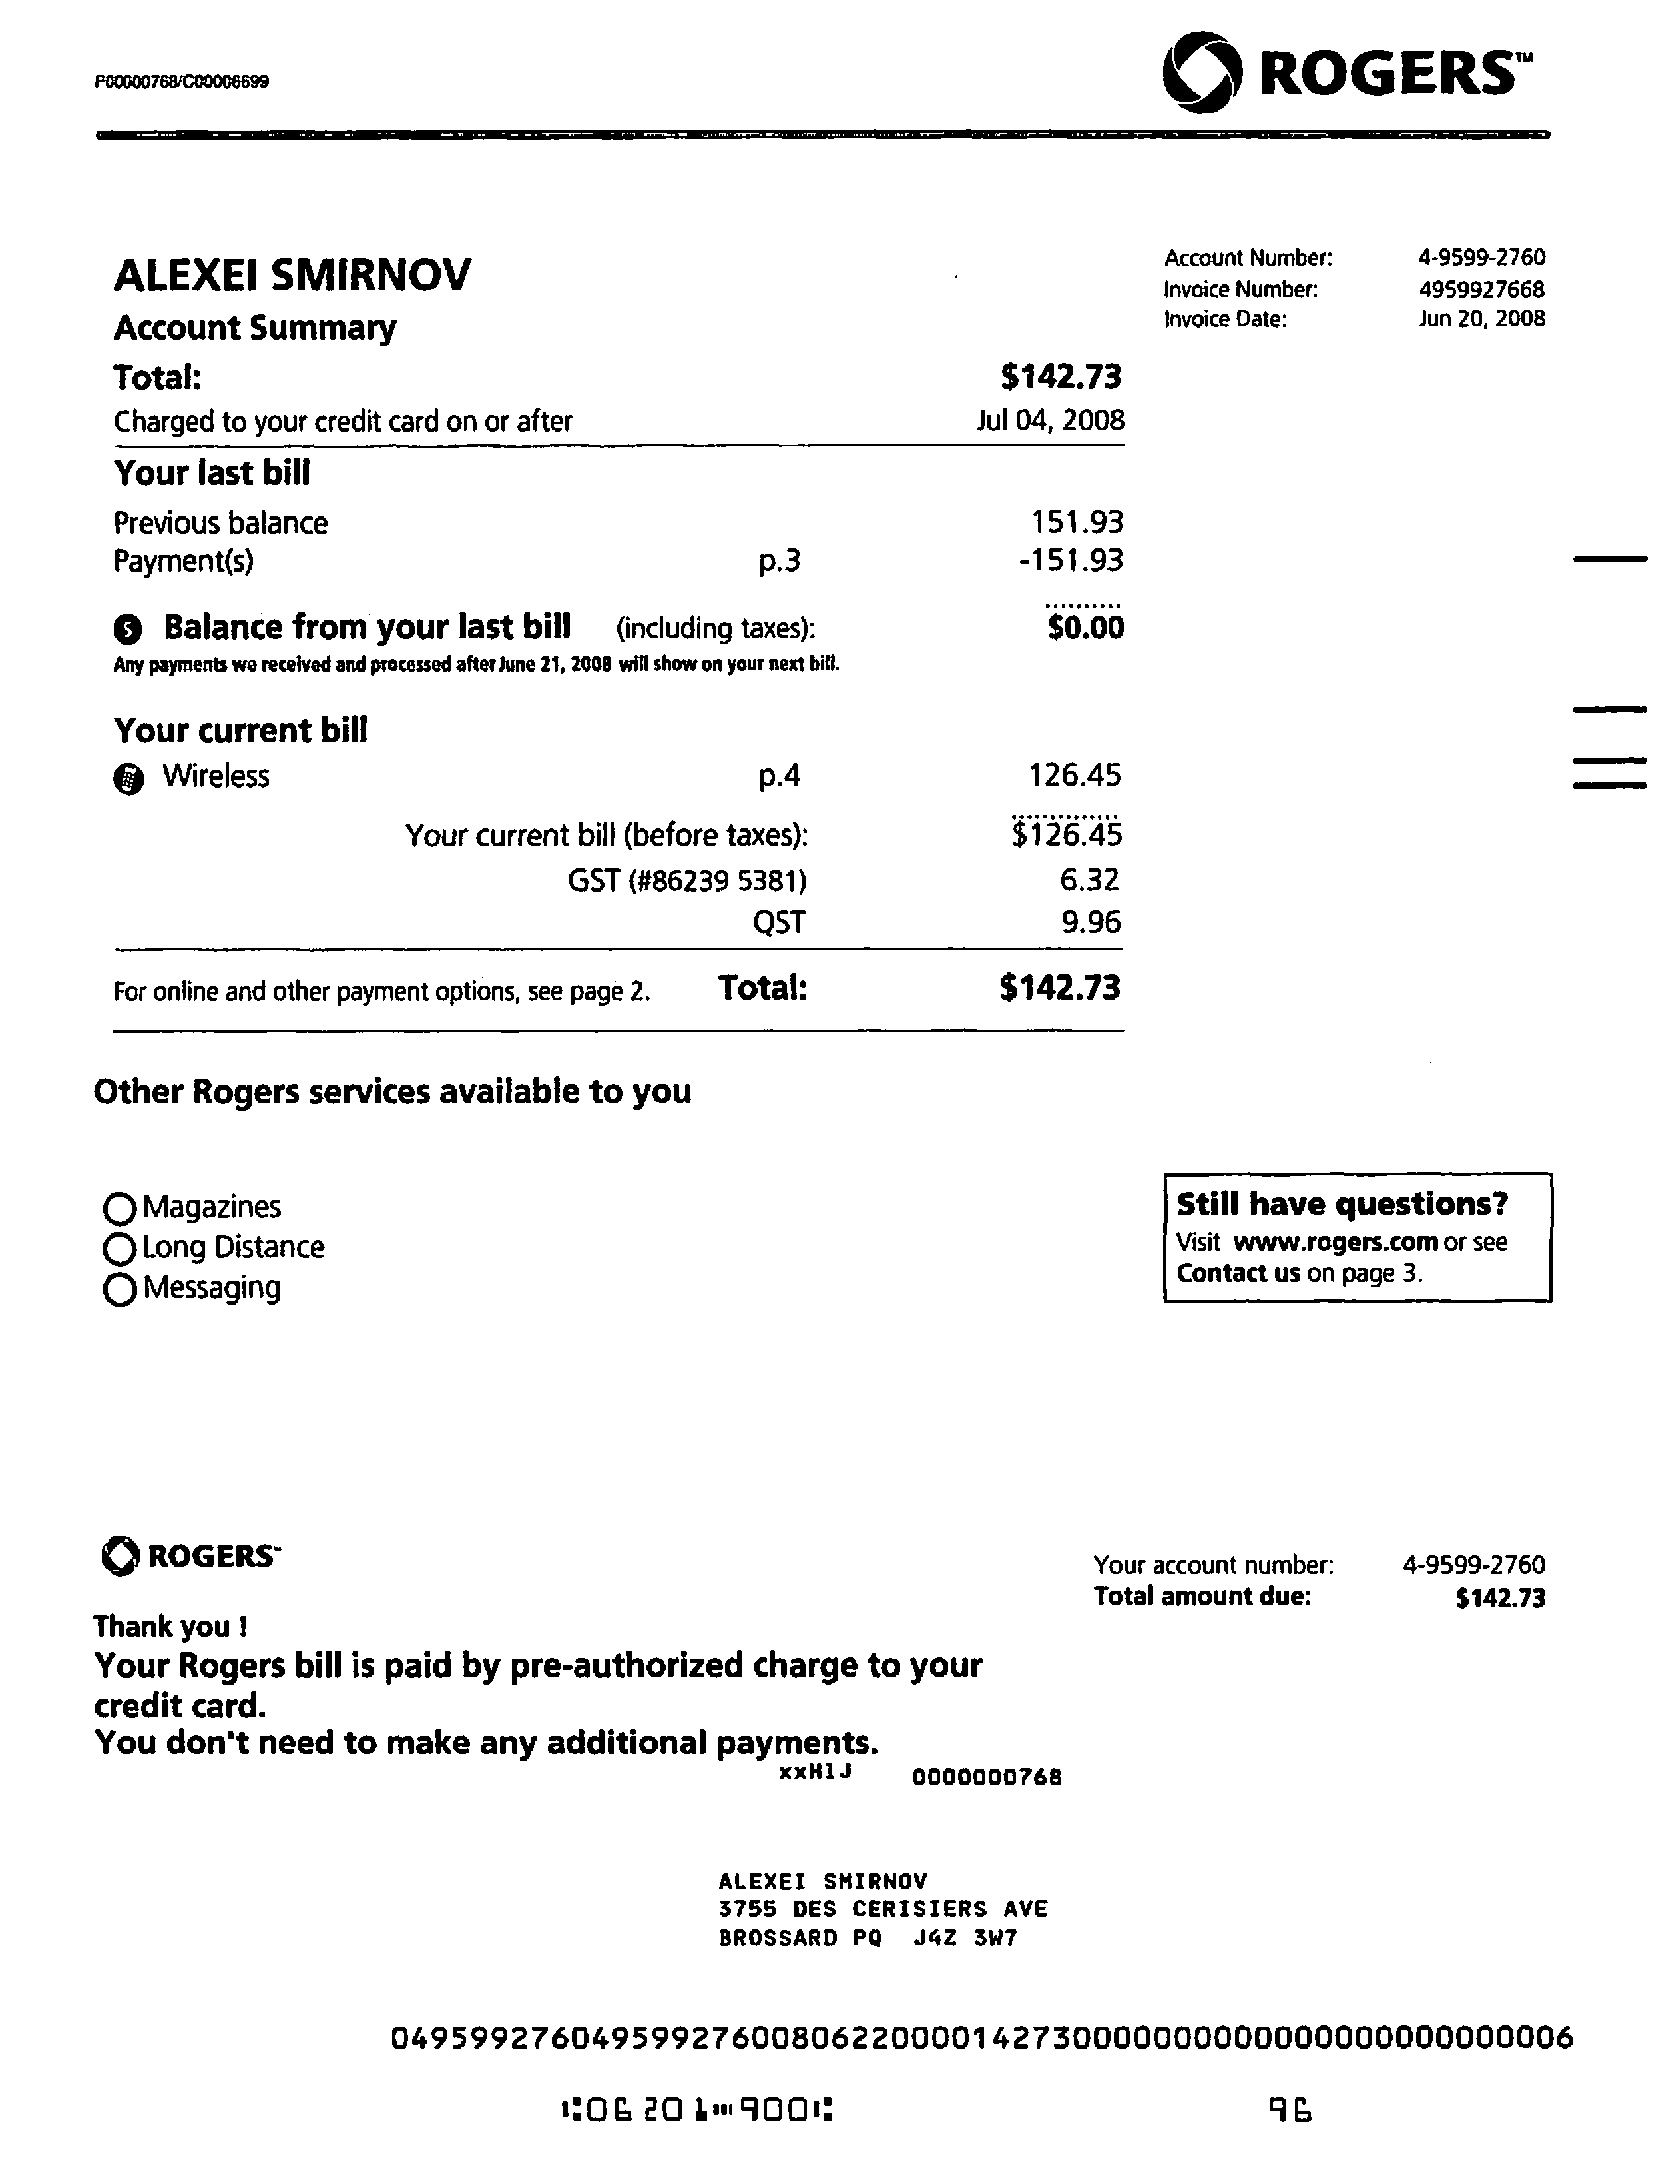 P00000768/C00006699
ROGERS™
ALEXEI SMIRNOV
Account Number: 4-9599-2760
Invoice Number: 4959927668
Invoice Date: Jun 20, 2008
Account Summary
Total: $142.73
Charged to your credit card on or after Jul 04, 2008
Your last bill
Previous balance 151.93
Payment(s) p.3 -151.93
Balance from your last bill (including taxes): $0.00
Any payments we received and processed after June 21, 2008 will show on your next bill.
Your current bill
Wireless p.4 126.45
Your current bill (before taxes): $126.45
GST (#86239 5381) 6.32
QST 9.96
For online and other payment options, see page 2. Total: $142.73
Other Rogers services available to you
Magazines
Long Distance
Messaging
Still have questions?
Visit www.rogers.com or see
Contact us on page 3.
ROGERS™
Your account number: 4-9599-2760
Total amount due: $142.73
Thank you !
Your Rogers bill is paid by pre-authorized charge to your
credit card.
You don't need to make any additional payments.
xxH1J 0000000768
ALEXEI SMIRNOV
3755 DES CERISIERS AVE
BROSSARD PQ J4Z 3W7
0495992760495992760080622000014273000000000000000000000006
⑆06201⑉900⑆ 96